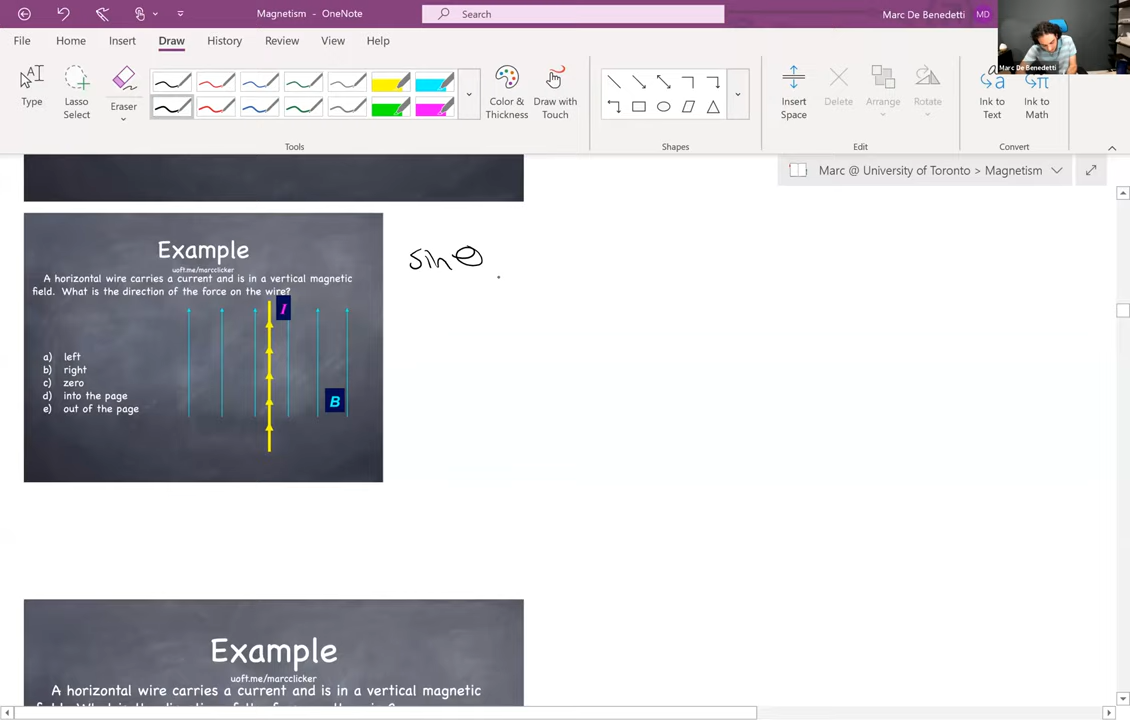 Magnetism - OneNote
Search
Marc De Benedetti
MD
Marc De Benedetti
File Home Insert Draw History Review View Help
Type
Lasso Select
Eraser
Color & Thickness
Draw with Touch
Insert Space
Delete
Arrange
Rotate
Ink to Text
Ink to Math
Tools
Shapes
Edit
Convert
Marc @ University of Toronto > Magnetism
Example
uoft.me/marcclicker
A horizontal wire carries a current and is in a vertical magnetic
field. What is the direction of the force on the wire?
I
a) left
b) right
c) zero
d) into the page
e) out of the page
B
sinθ
Example
uoft.me/marcclicker
A horizontal wire carries a current and is in a vertical magnetic